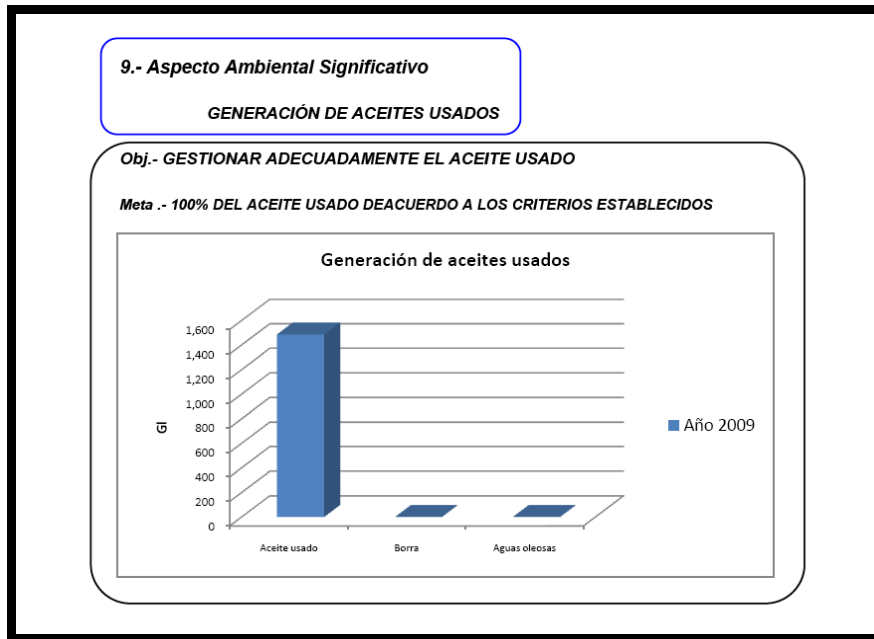 9.- Aspecto Ambiental Significativo
GENERACIÓN DE ACEITES USADOS
Obj.- GESTIONAR ADECUADAMENTE EL ACEITE USADO
Meta .- 100% DEL ACEITE USADO DEACUERDO A LOS CRITERIOS ESTABLECIDOS
Generación de aceites usados
1,600
1,400
1,200
1,000
800
600
400
200
0
Gl
Aceite usado
Borra
Aguas oleosas
Año 2009